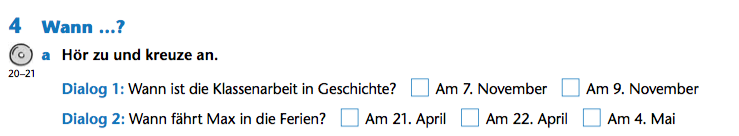 4 Wann ...?
a Hör zu und kreuze an.
20–21
Dialog 1: Wann ist die Klassenarbeit in Geschichte? Am 7. November Am 9. November
Dialog 2: Wann fährt Max in die Ferien? Am 21. April Am 22. April Am 4. Mai